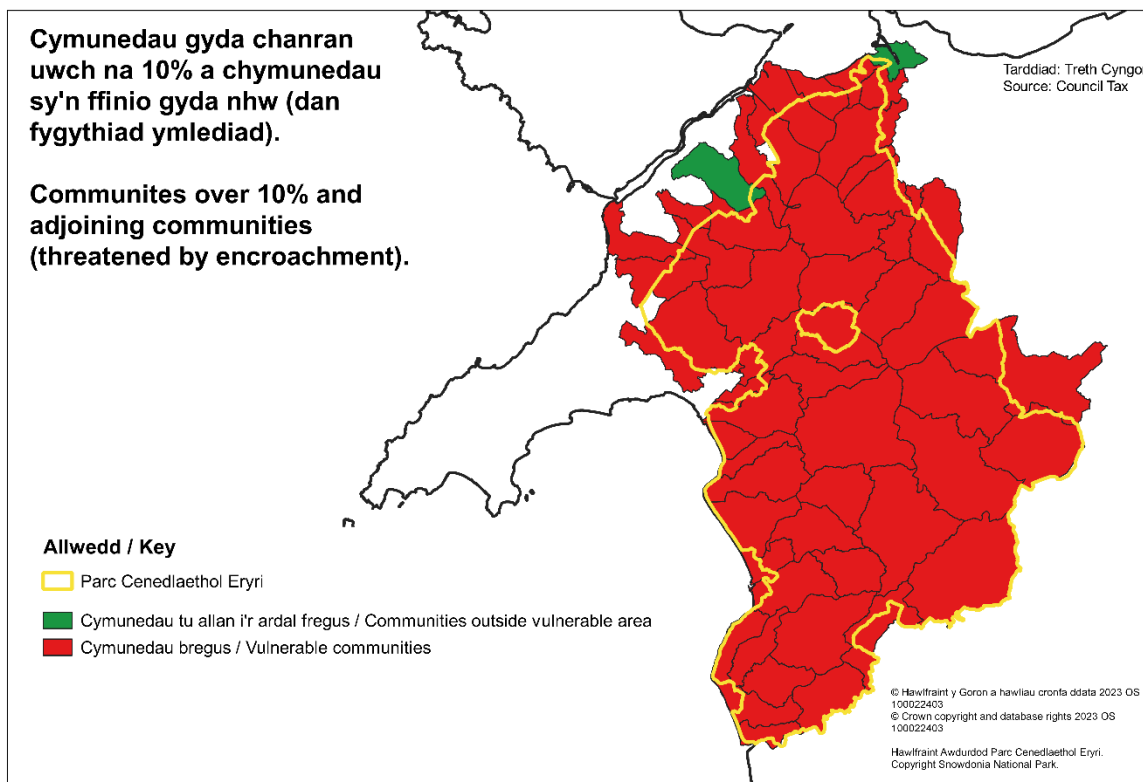 Cymunedau gyda chanran
uwch na 10% a chymunedau
sy'n ffinio gyda nhw (dan
fygythiad ymlediad).
Communites over 10% and
adjoining communities
(threatened by encroachment).
Tarddiad: Treth Cyngo
Source: Council Tax
Allwedd / Key
Parc Cenedlaethol Eryri
Cymunedau tu allan i'r ardal fregus / Communities outside vulnerable area
Cymunedau bregus / Vulnerable communities
© Hawlfraint y Goron a hawliau cronfa ddata 2023 OS
100022403
© Crown copyright and database rights 2023 OS
100022403
Hawlfraint Awdurdod Parc Cenedlaethol Eryri.
Copyright Snowdonia National Park.